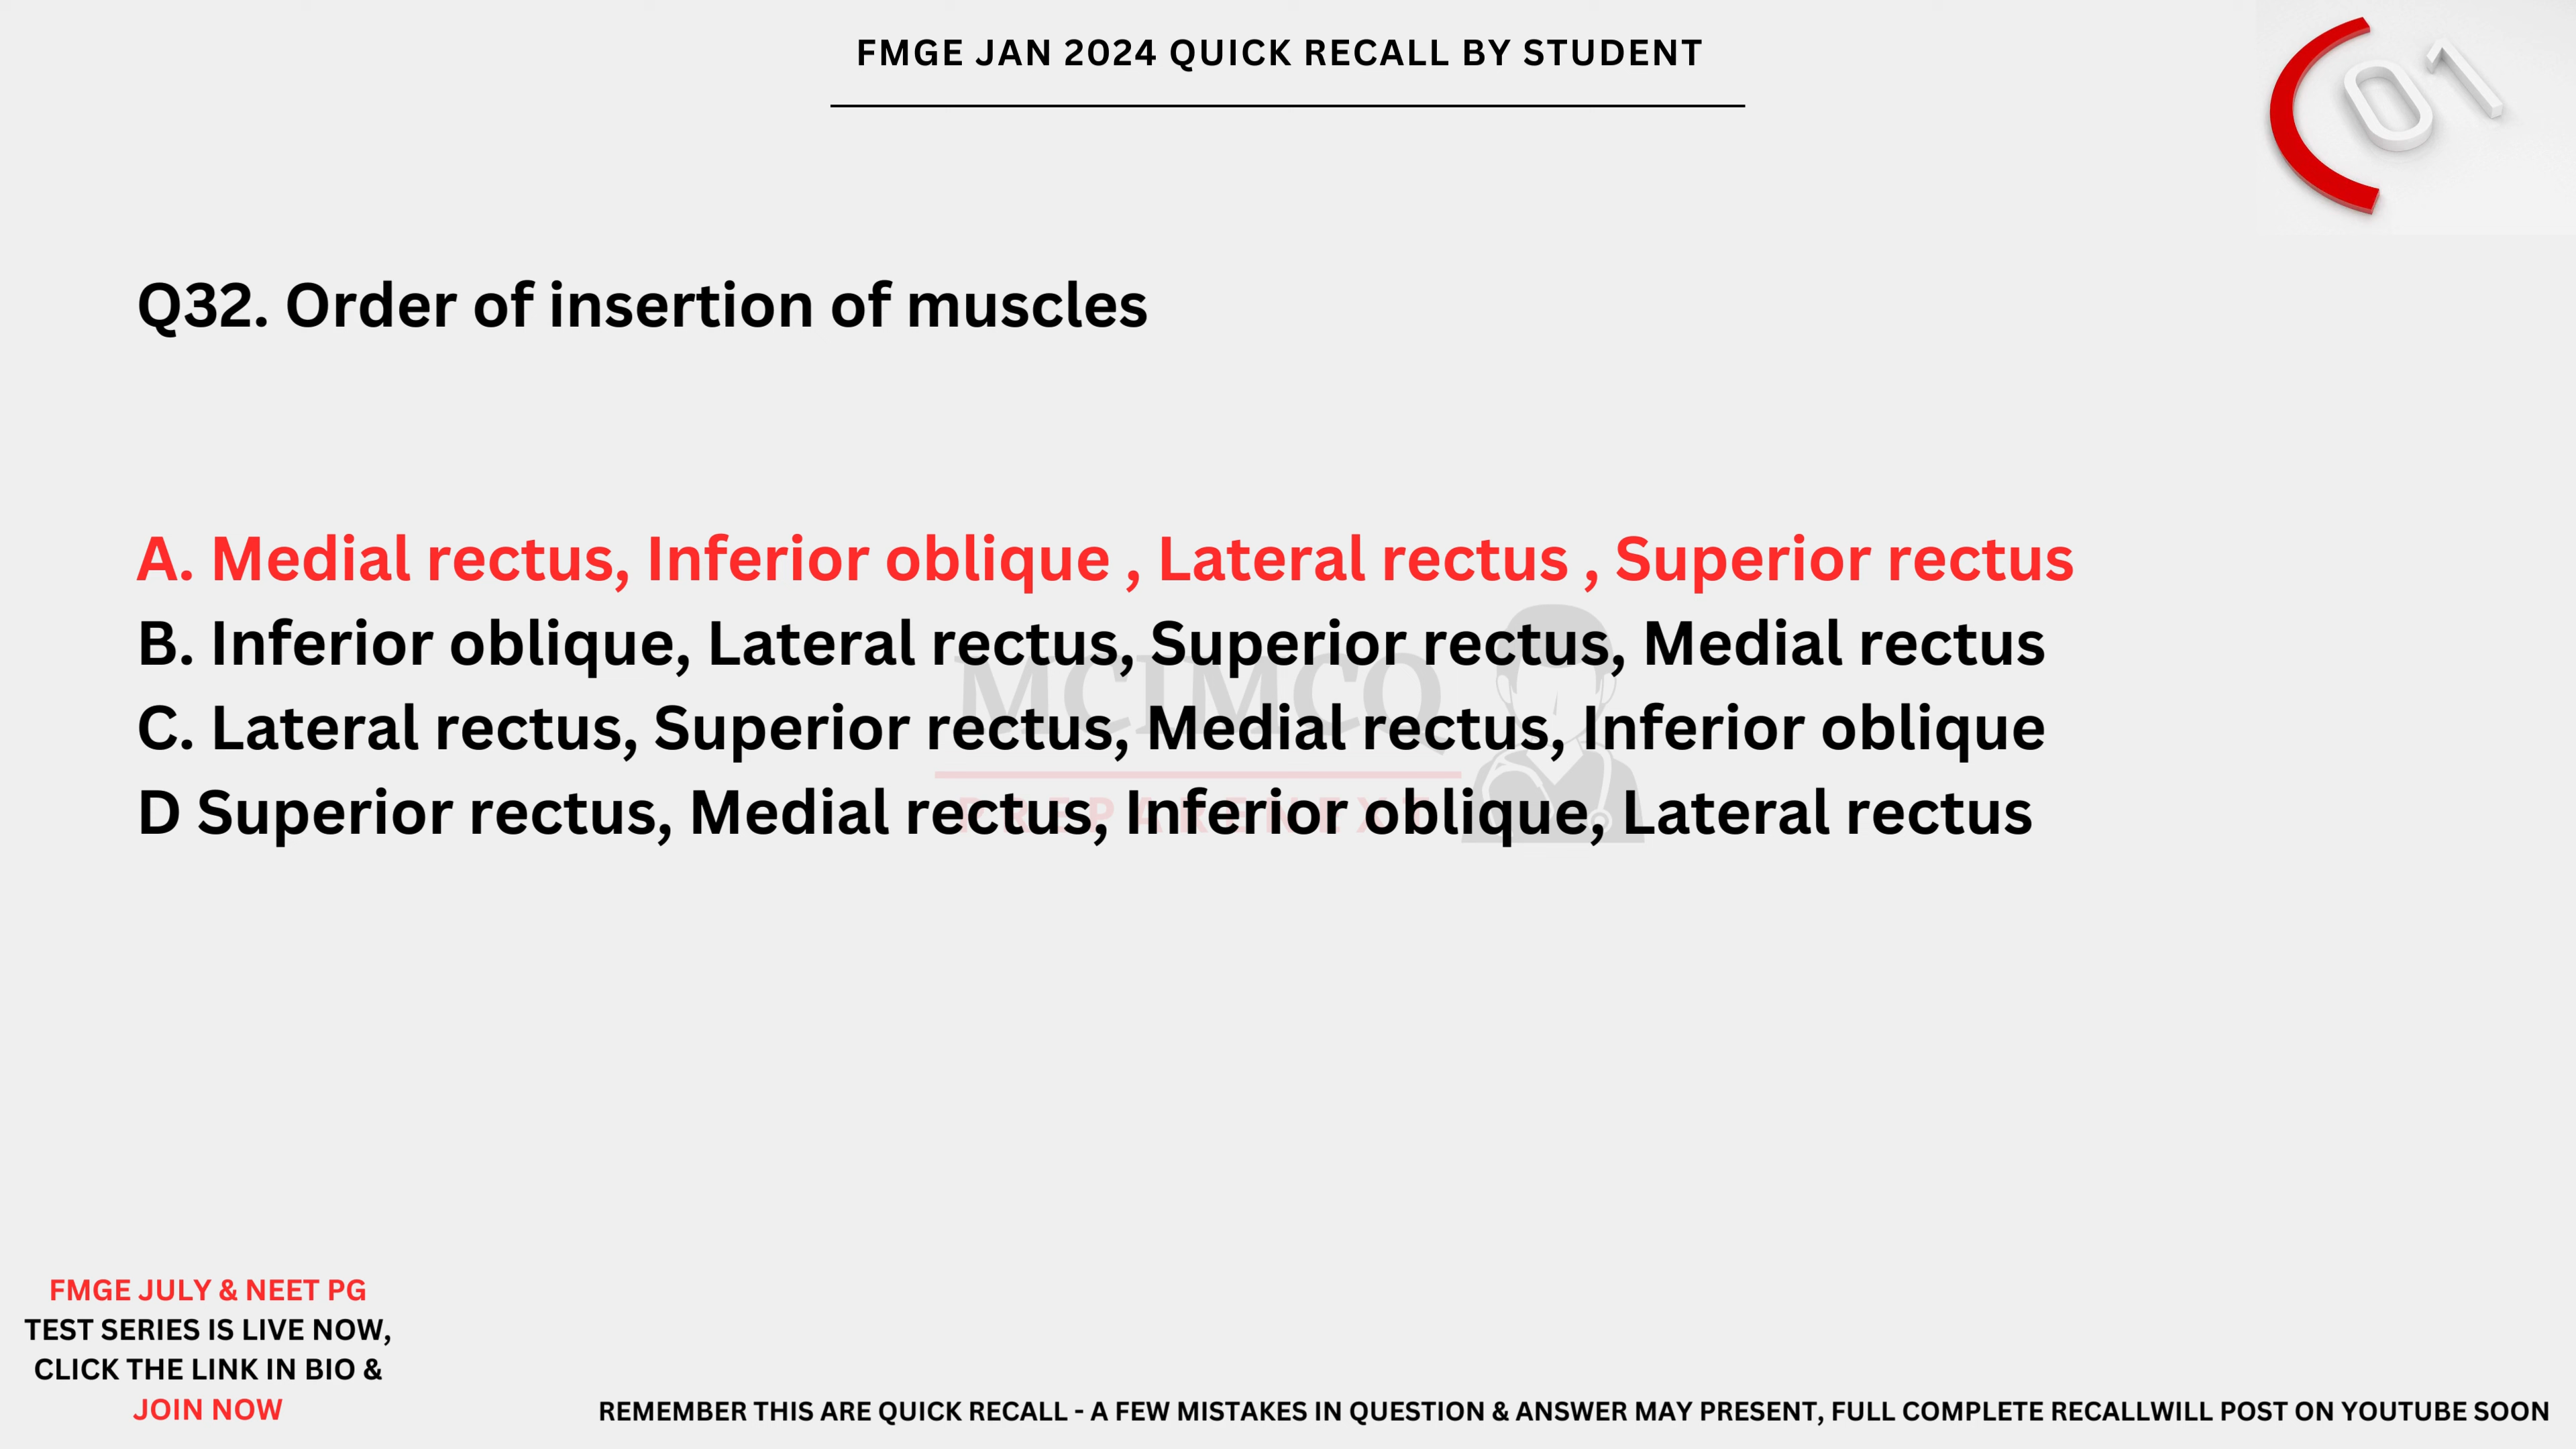 FMGE JAN 2024 QUICK RECALL BY STUDENT
01
Q32. Order of insertion of muscles
A. Medial rectus, Inferior oblique , Lateral rectus , Superior rectus
B. Inferior oblique, Lateral rectus, Superior rectus, Medial rectus
C. Lateral rectus, Superior rectus, Medial rectus, Inferior oblique
D Superior rectus, Medial rectus, Inferior oblique, Lateral rectus
MCIMCQ
PREPARENEXT
FMGE JULY & NEET PG
TEST SERIES IS LIVE NOW,
CLICK THE LINK IN BIO &
JOIN NOW
REMEMBER THIS ARE QUICK RECALL - A FEW MISTAKES IN QUESTION & ANSWER MAY PRESENT, FULL COMPLETE RECALLWILL POST ON YOUTUBE SOON